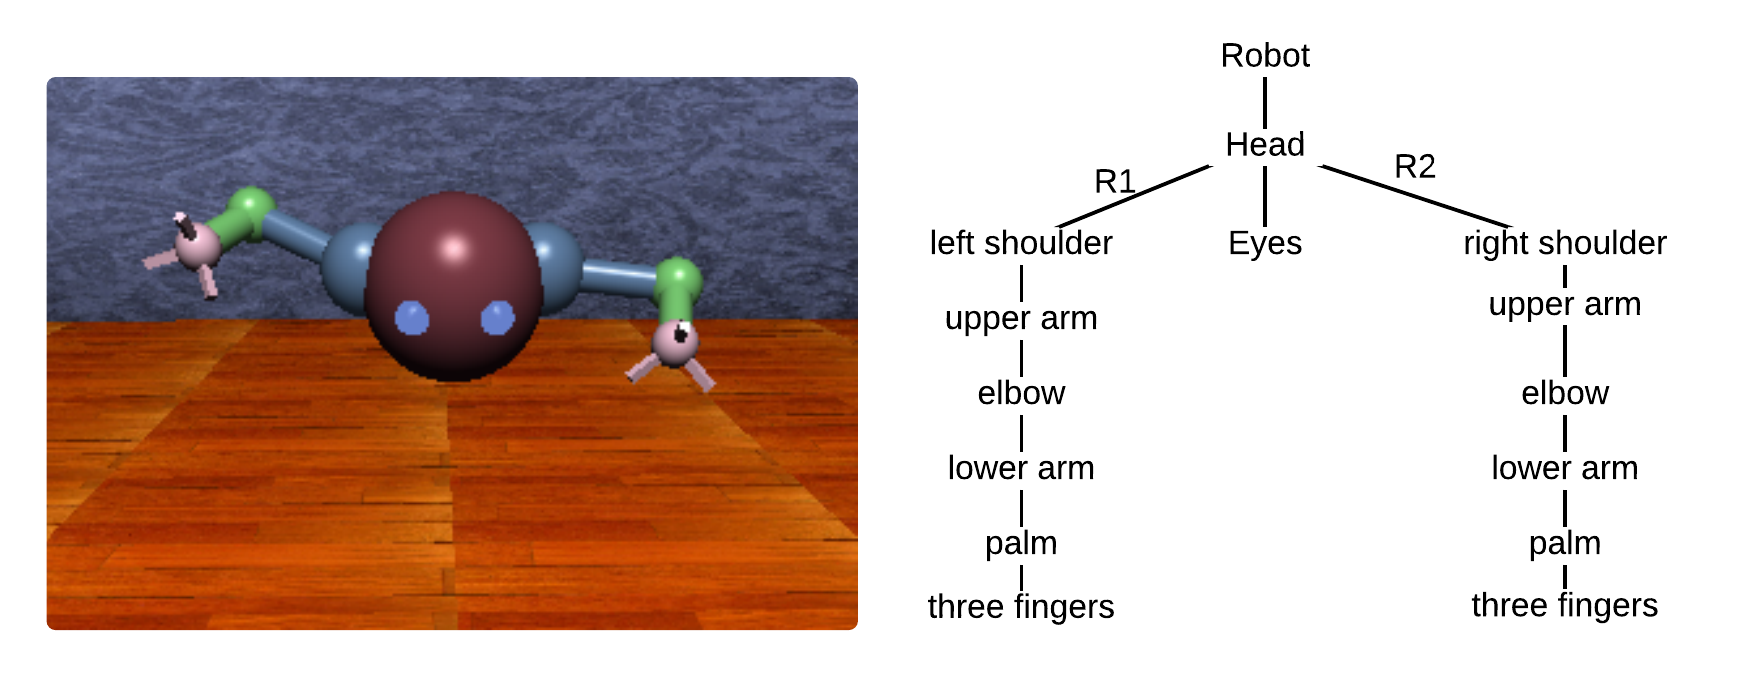 Robot
Head
R1
R2
left shoulder
Eyes
right shoulder
upper arm
upper arm
elbow
elbow
lower arm
lower arm
palm
palm
three fingers
three fingers